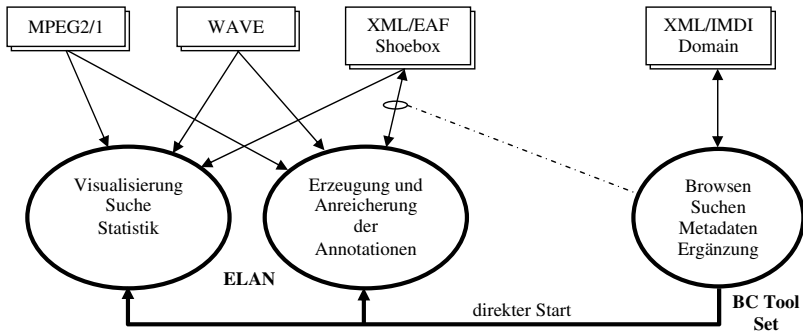 MPEG2/1
WAVE
XML/EAF
Shoebox
XML/IMDI
Domain
Visualisierung
Suche
Statistik
Erzeugung und
Anreicherung
der
Annotationen
Browsen
Suchen
Metadaten
Ergänzung
ELAN
direkter Start
BC Tool
Set